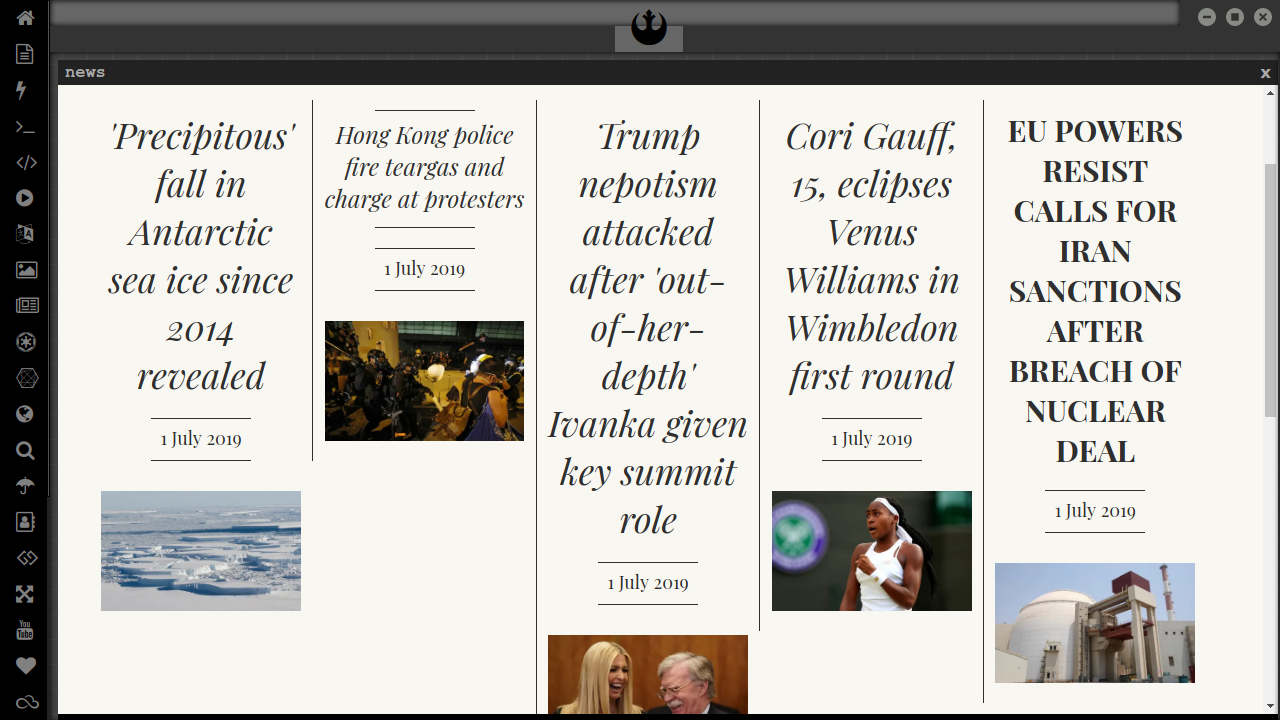 news
x
'Precipitous'
fall in
Antarctic
sea ice since
2014
revealed
1 July 2019
Hong Kong police
fire teargas and
charge at protesters
1 July 2019
Trump
nepotism
attacked
after 'out-
of-her-
depth'
Ivanka given
key summit
role
1 July 2019
Cori Gauff,
15, eclipses
Venus
Williams in
Wimbledon
first round
1 July 2019
EU POWERS
RESIST
CALLS FOR
IRAN
SANCTIONS
AFTER
BREACH OF
NUCLEAR
DEAL
1 July 2019
You
Tube